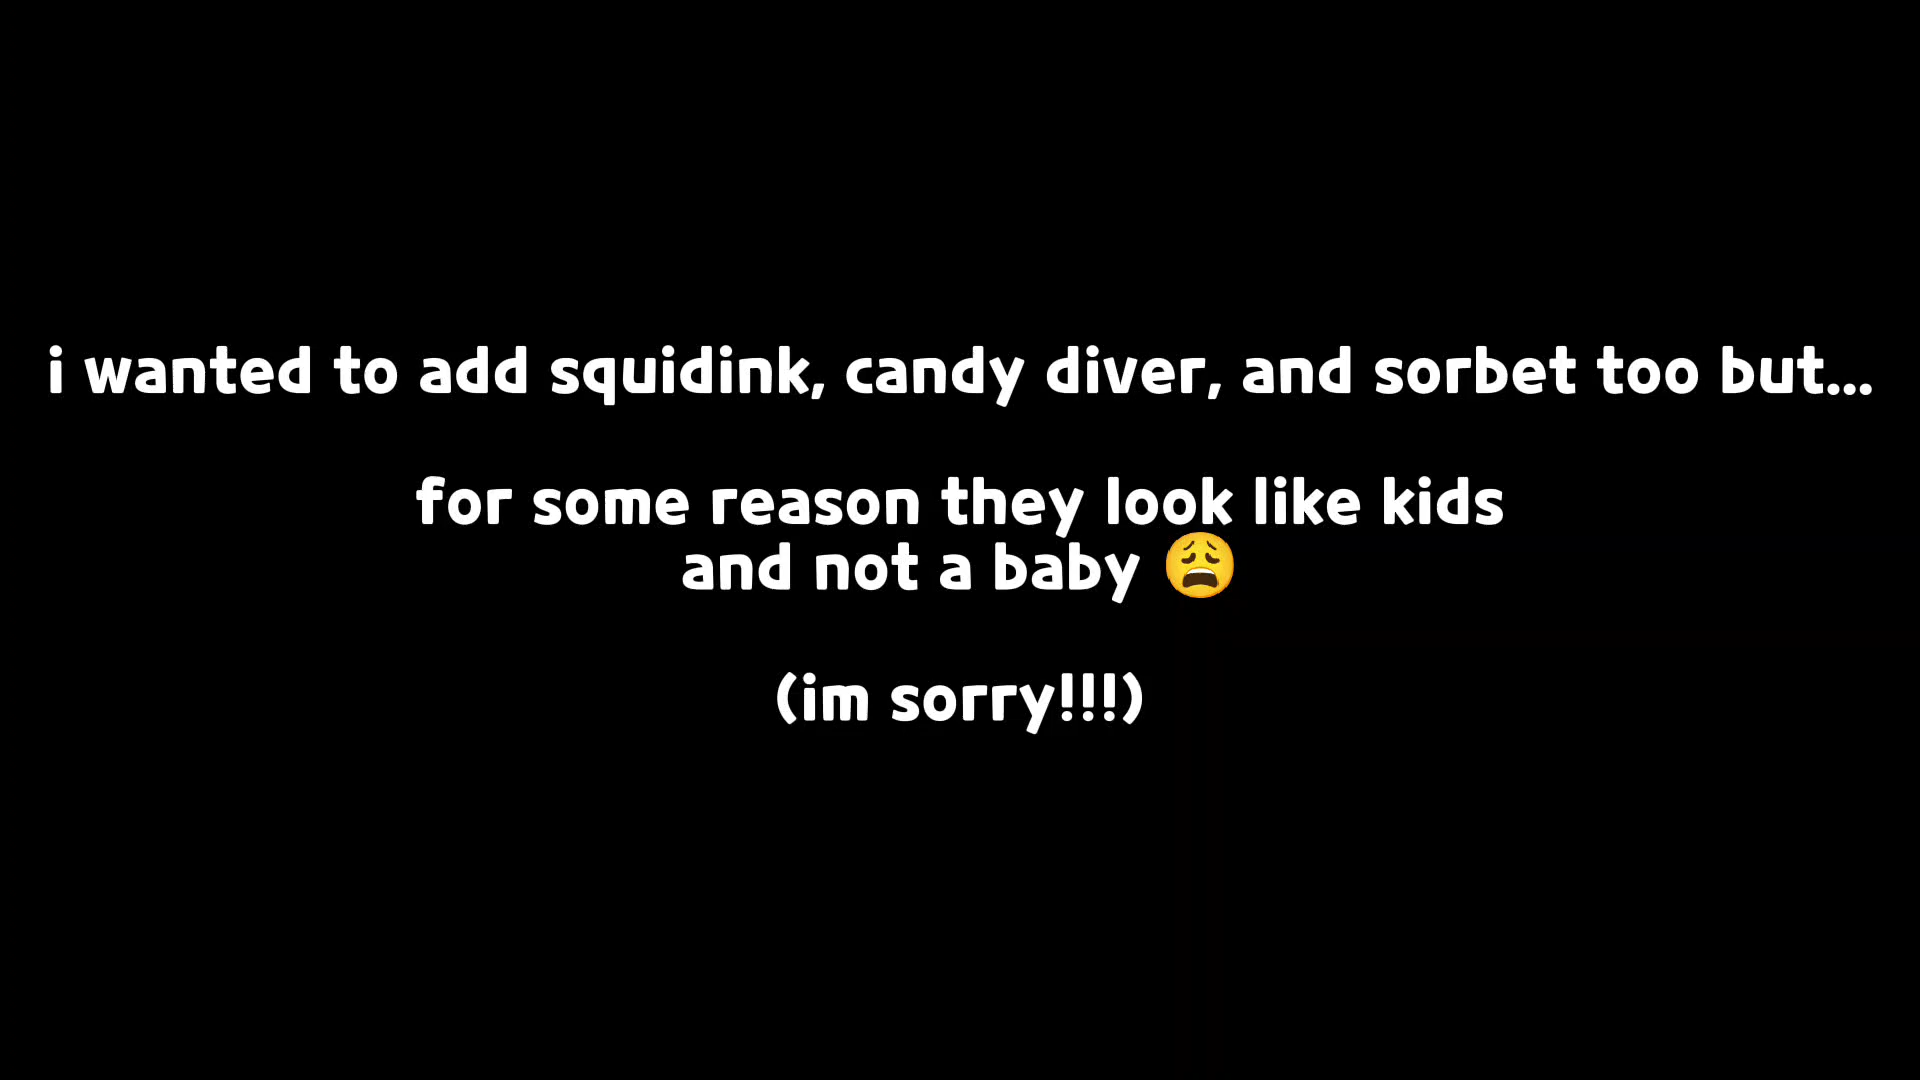 i wanted to add squidink, candy diver, and sorbet too but...
for some reason they look like kids
and not a baby 😩
(im sorry!!!)